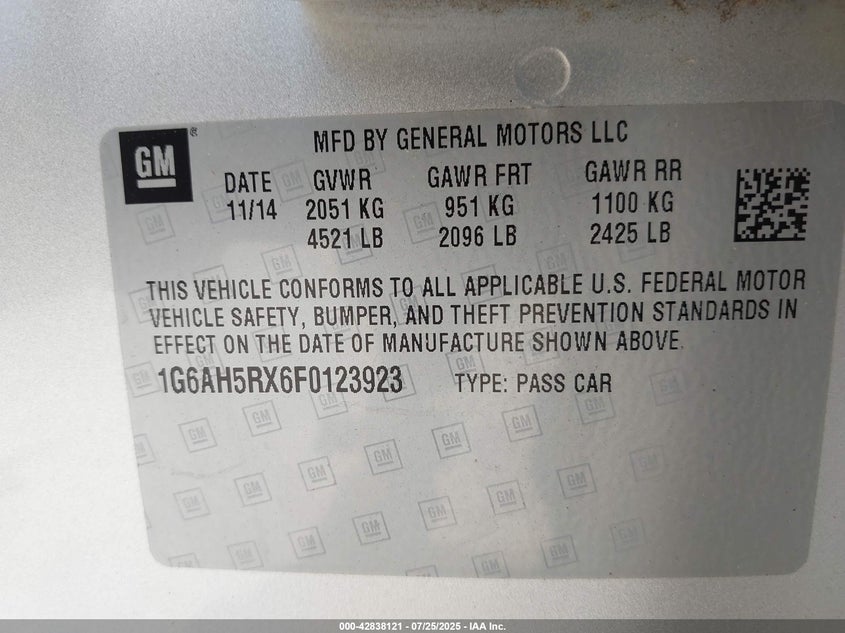 GM
MFD BY GENERAL MOTORS LLC
DATE GVWR GAWR FRT GAWR RR
11/14 2051 KG 951 KG 1100 KG
4521 LB 2096 LB 2425 LB
THIS VEHICLE CONFORMS TO ALL APPLICABLE U.S. FEDERAL MOTOR
VEHICLE SAFETY, BUMPER, AND THEFT PREVENTION STANDARDS IN
EFFECT ON THE DATE OF MANUFACTURE SHOWN ABOVE.
1G6AH5RX6F0123923 TYPE: PASS CAR
000-42838121 - 07/25/2025 - IAA Inc.